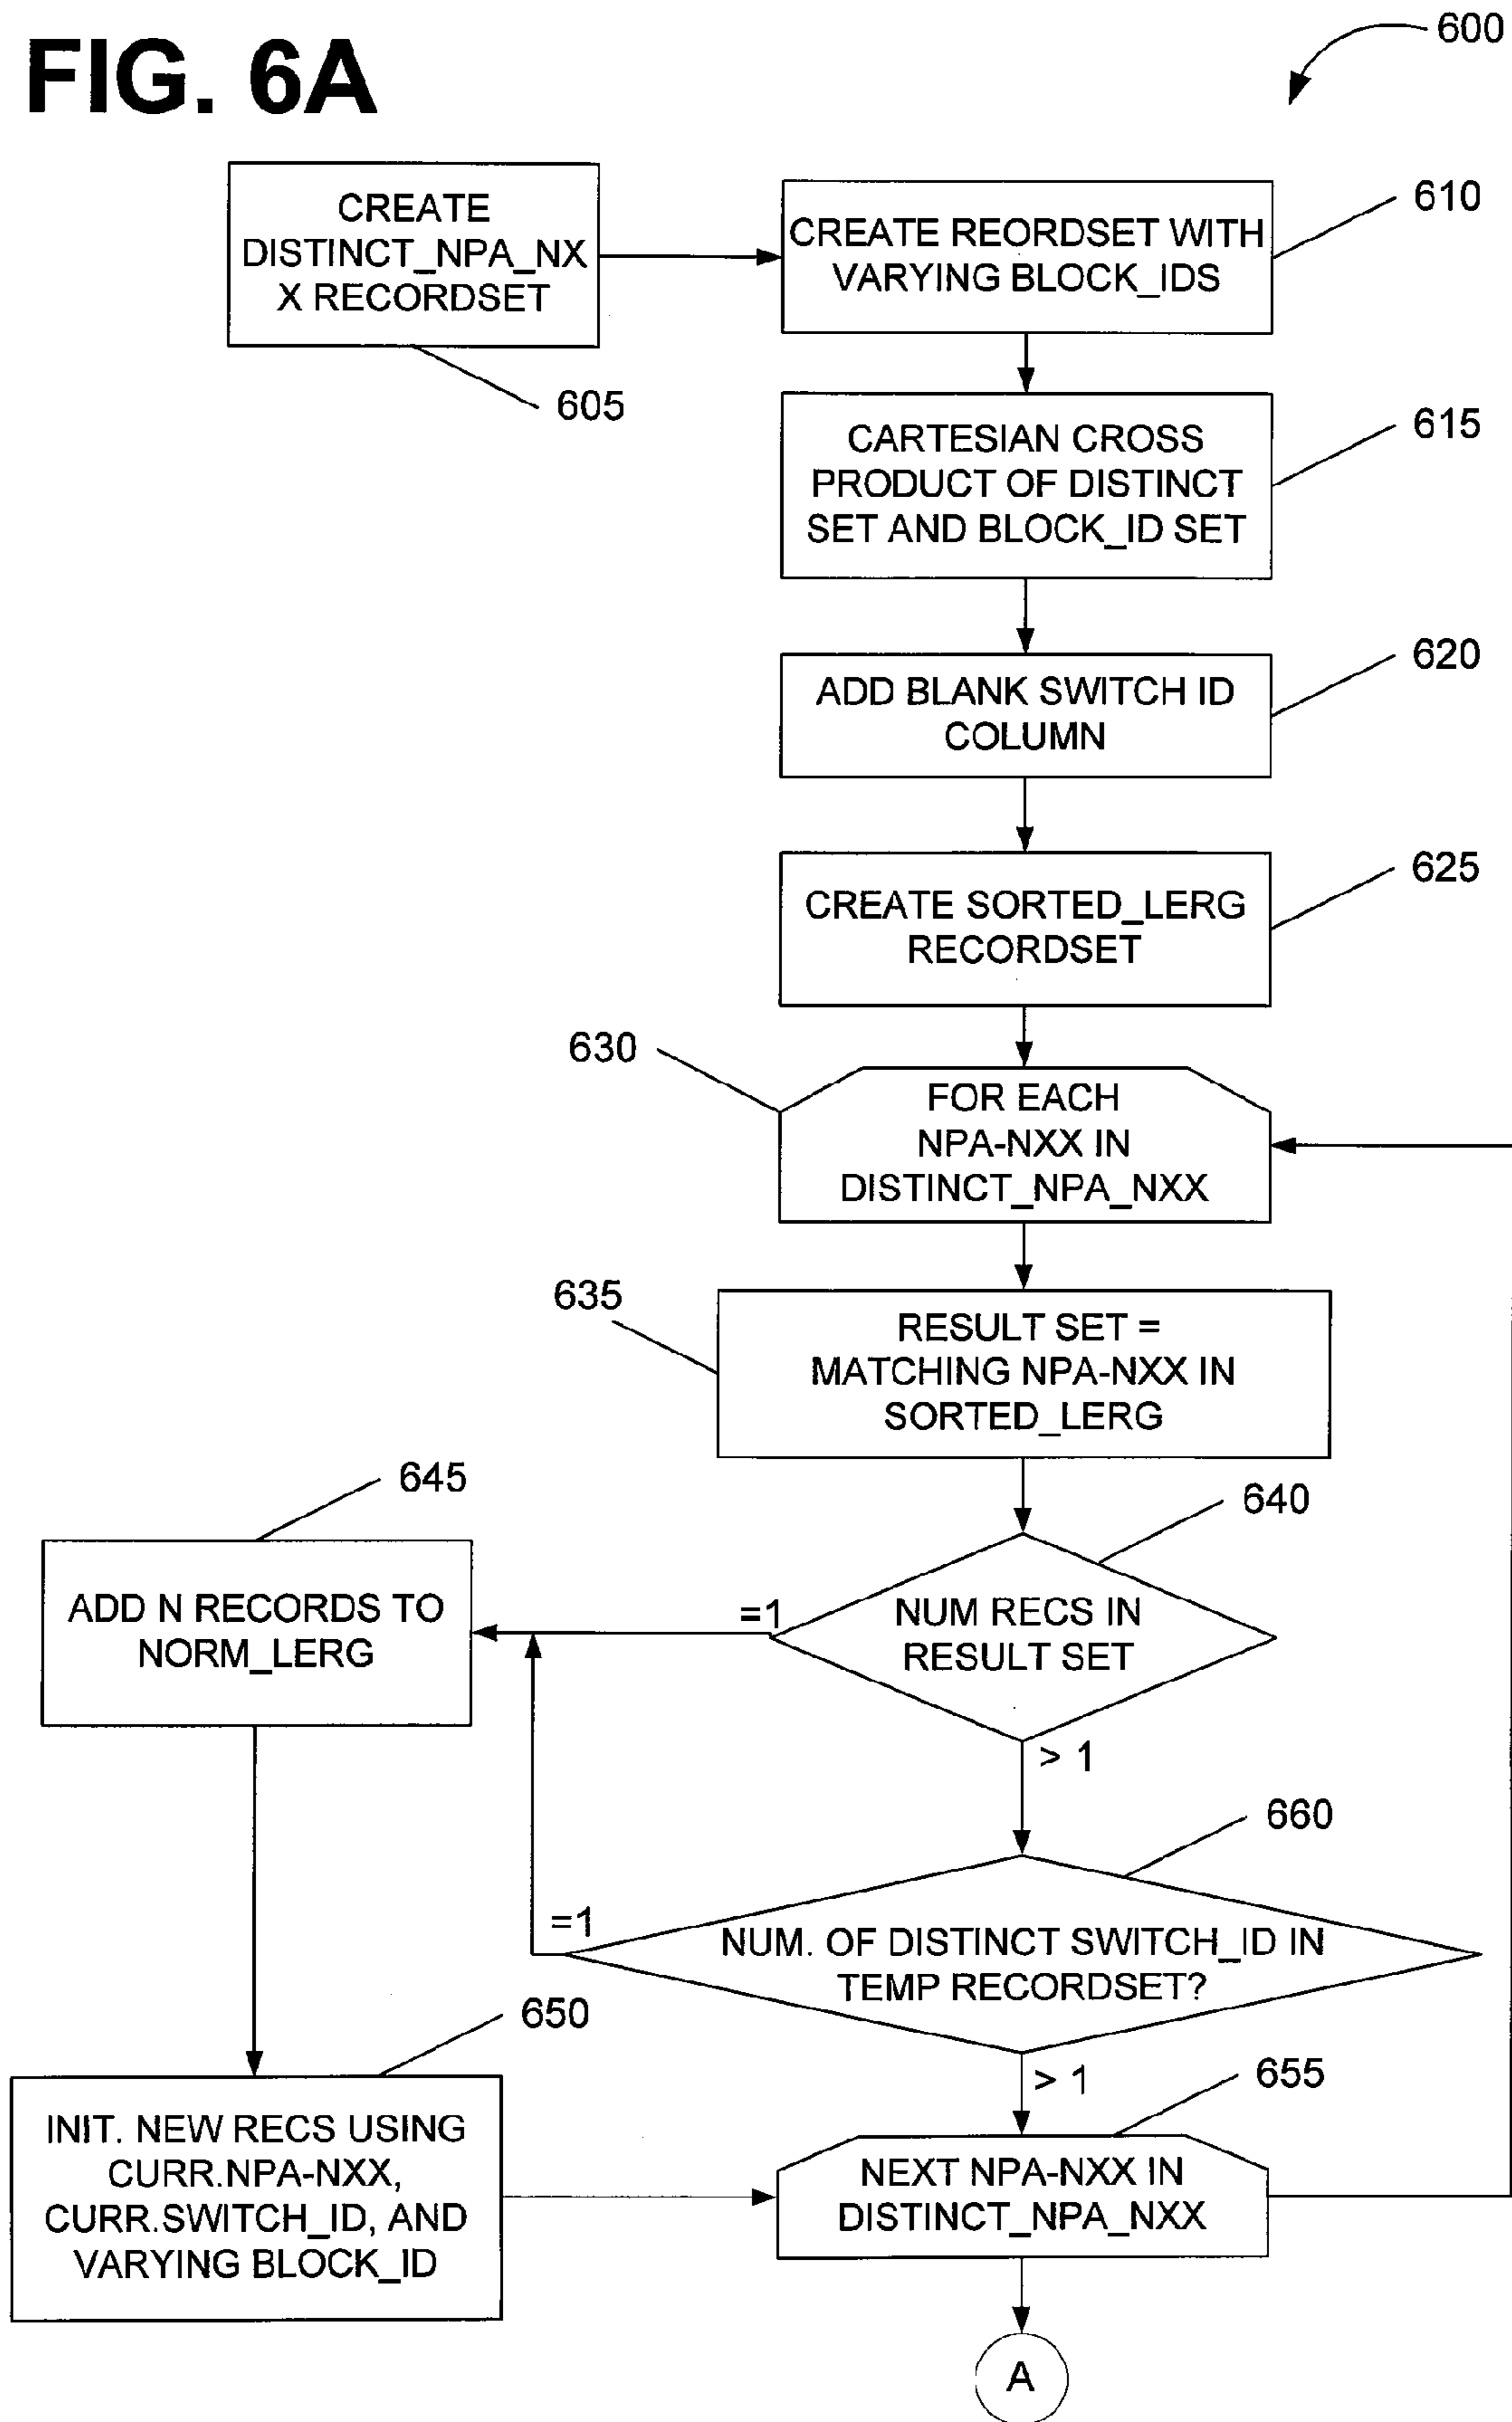 FIG. 6A
600
CREATE
DISTINCT_NPA_NX
X RECORDSET
605
CREATE REORDSET WITH
VARYING BLOCK_IDS
610
CARTESIAN CROSS
PRODUCT OF DISTINCT
SET AND BLOCK_ID SET
615
ADD BLANK SWITCH ID
COLUMN
620
CREATE SORTED_LERG
RECORDSET
625
630
FOR EACH
NPA-NXX IN
DISTINCT_NPA_NXX
635
RESULT SET =
MATCHING NPA-NXX IN
SORTED_LERG
640
NUM RECS IN
RESULT SET
=1
> 1
645
ADD N RECORDS TO
NORM_LERG
660
NUM. OF DISTINCT SWITCH_ID IN
TEMP RECORDSET?
=1
> 1
650
INIT. NEW RECS USING
CURR.NPA-NXX,
CURR.SWITCH_ID, AND
VARYING BLOCK_ID
655
NEXT NPA-NXX IN
DISTINCT_NPA_NXX
A